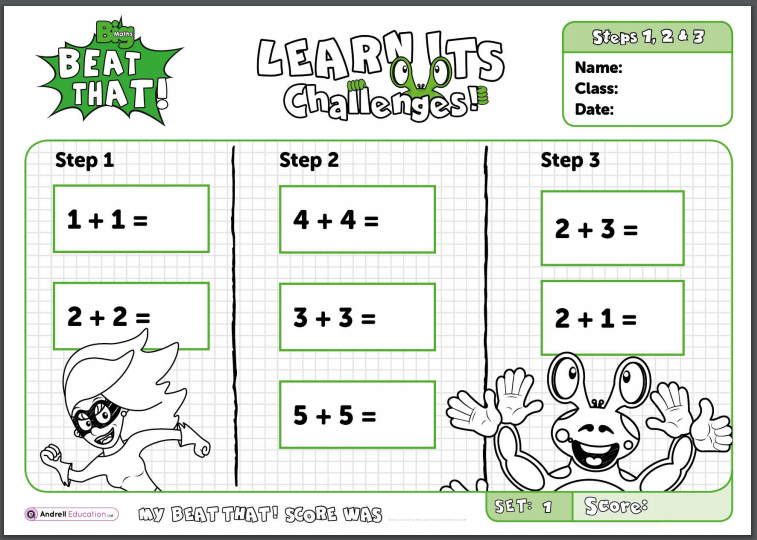 Big Maths
BEAT
THAT!
LEARN ITS
Challenges!
Steps 1, 2 & 3
Name:
Class:
Date:
Step 1
1 + 1 =
2 + 2 =
Step 2
4 + 4 =
3 + 3 =
5 + 5 =
Step 3
2 + 3 =
2 + 1 =
Andrell Education Ltd
MY BEAT THAT! SCORE WAS ....................
SET: 1
Score: